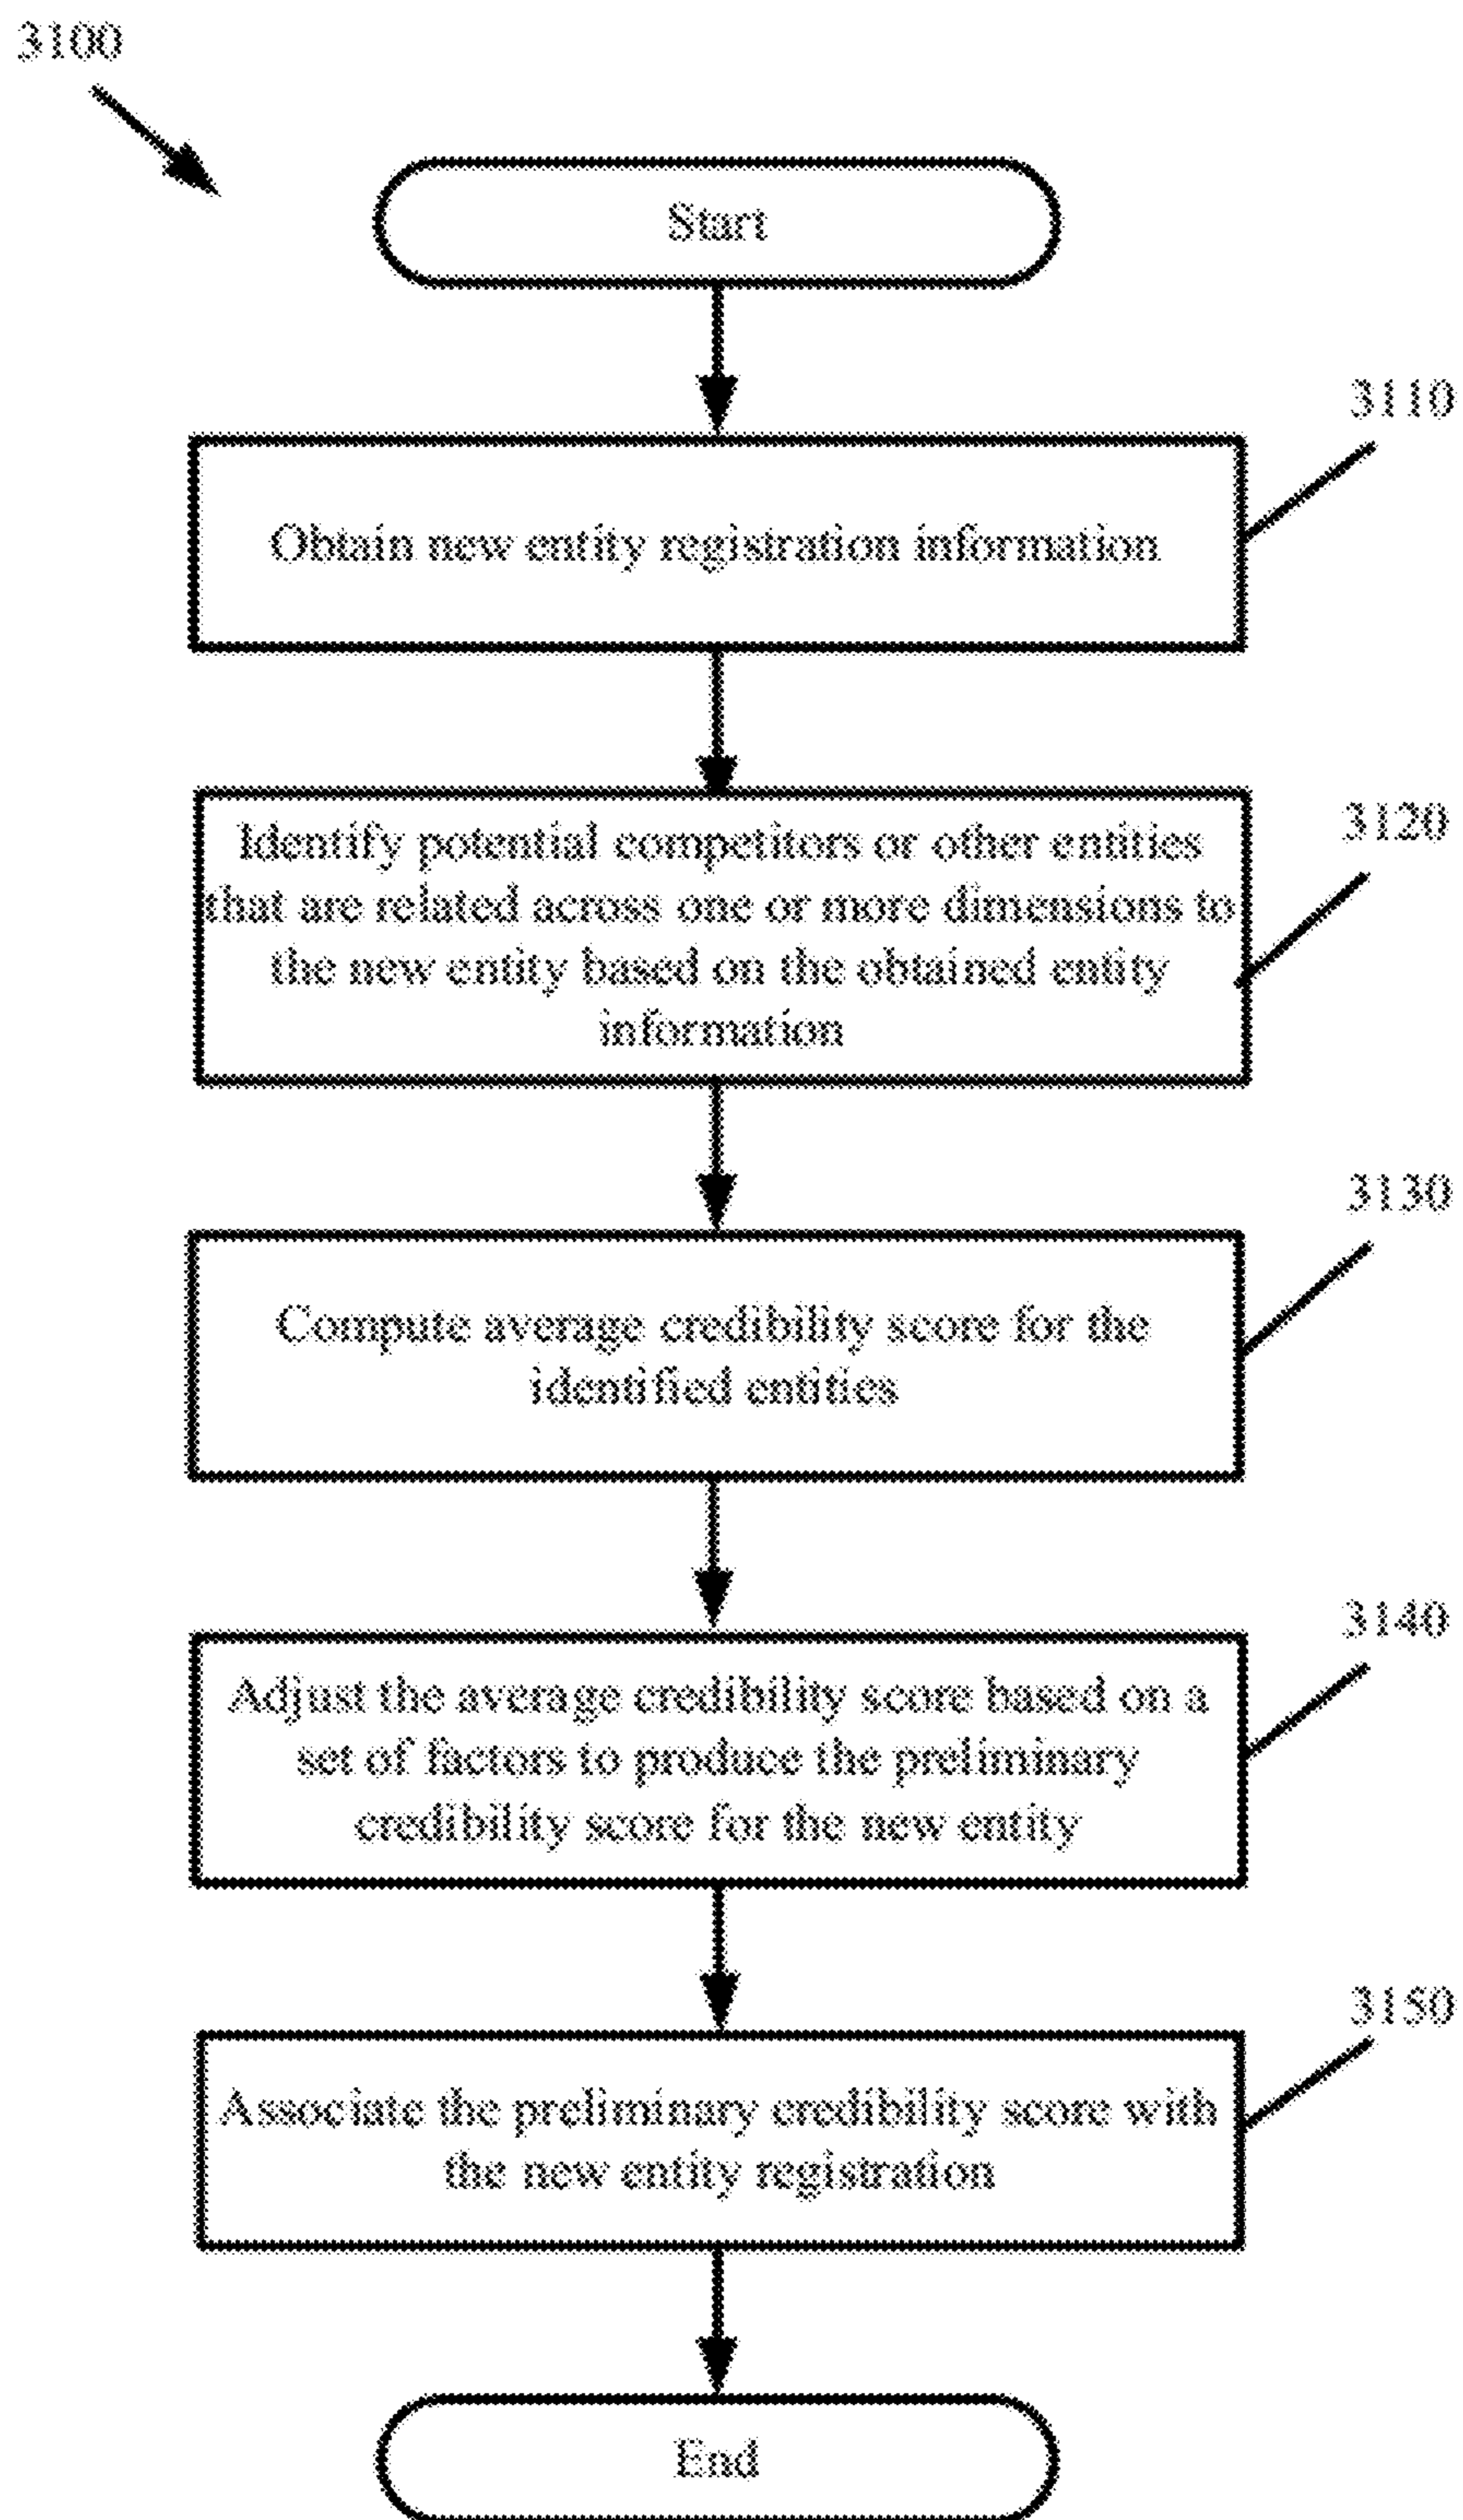 3100
Start
3110
Obtain new entity registration information
3120
Identify potential competitors or other entities
that are related across one or more dimensions to
the new entity based on the obtained entity
information
3130
Compute average credibility score for the
identified entities
3140
Adjust the average credibility score based on a
set of factors to produce the preliminary
credibility score for the new entity
3150
Associate the preliminary credibility score with
the new entity registration
End